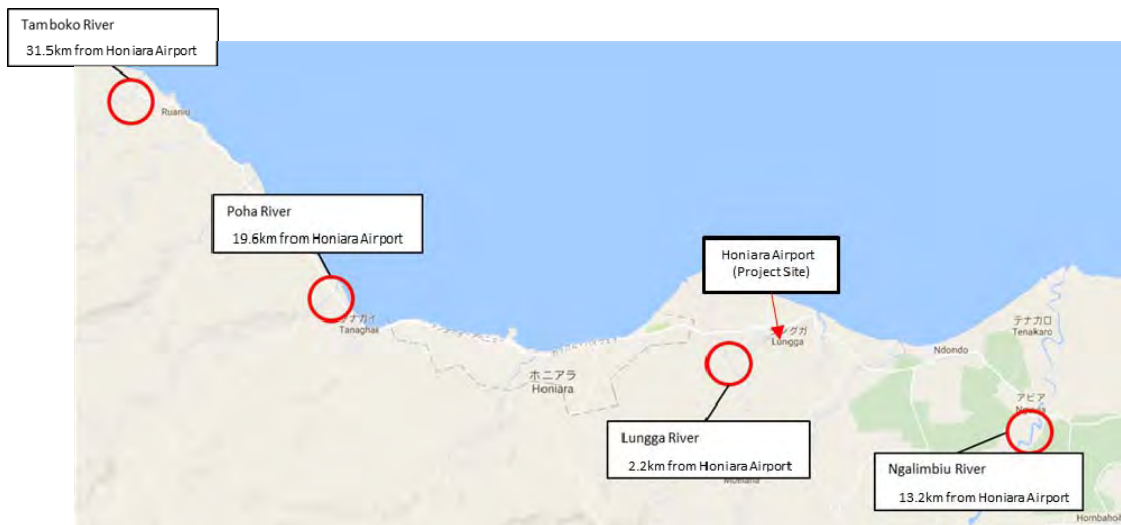 Tamboko River
31.5km from Honiara Airport
Ruaniu
Poha River
19.6km from Honiara Airport
Honiara Airport
(Project Site)
Tanaghai
Lungga
テナカロ
Tenakaro
Ndondo
ホニアラ
Honiara
アビア
Lungga River
2.2km from Honiara Airport
Ngalimbiu River
13.2km from Honiara Airport